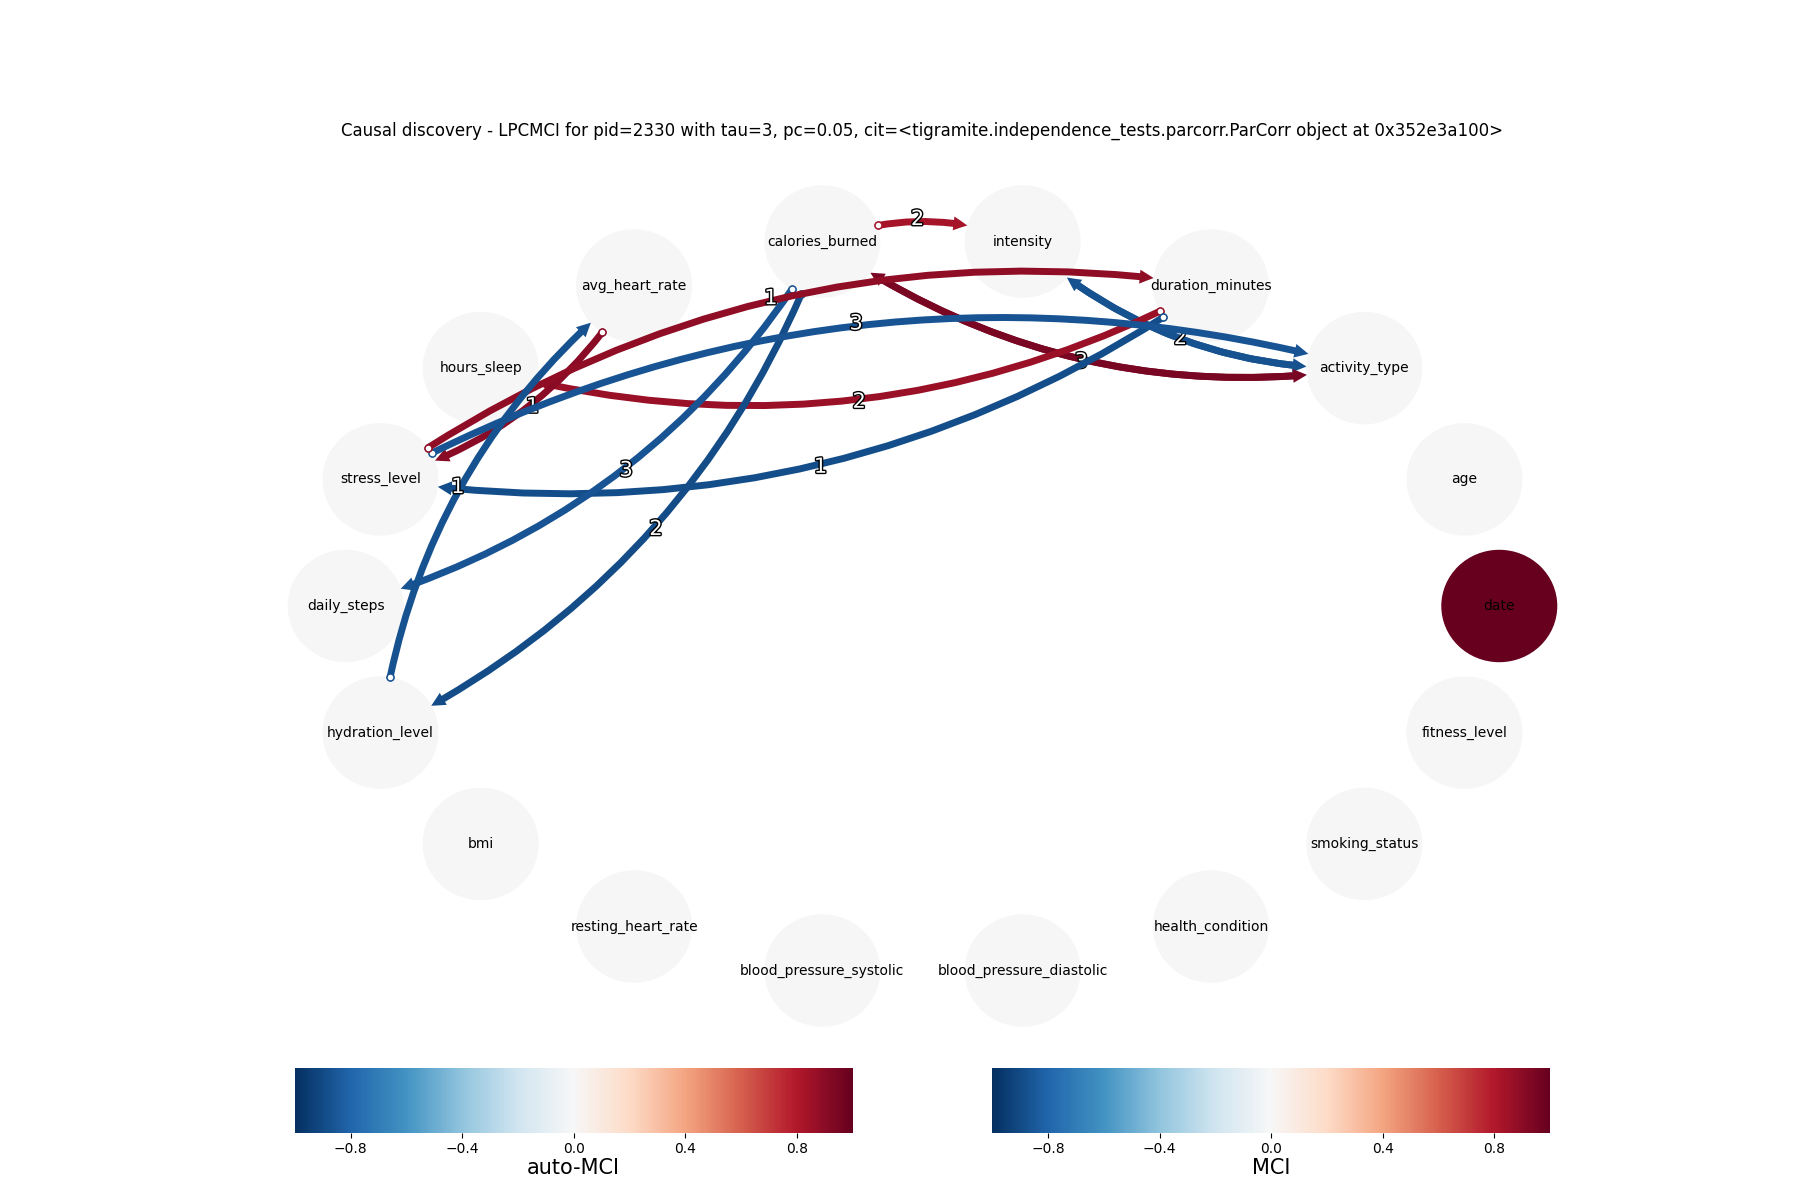 Causal discovery - LPCMCI for pid=2330 with tau=3, pc=0.05, cit=<tigramite.independence_tests.parcorr.ParCorr object at 0x352e3a100>
2
calories_burned
intensity
avg_heart_rate
duration_minutes
1
3
2
hours_sleep
3
activity_type
1
2
stress_level
1
3
1
age
2
daily_steps
date
hydration_level
fitness_level
bmi
smoking_status
resting_heart_rate
health_condition
blood_pressure_systolic
blood_pressure_diastolic
−0.8 −0.4 0.0 0.4 0.8
auto-MCI
−0.8 −0.4 0.0 0.4 0.8
MCI